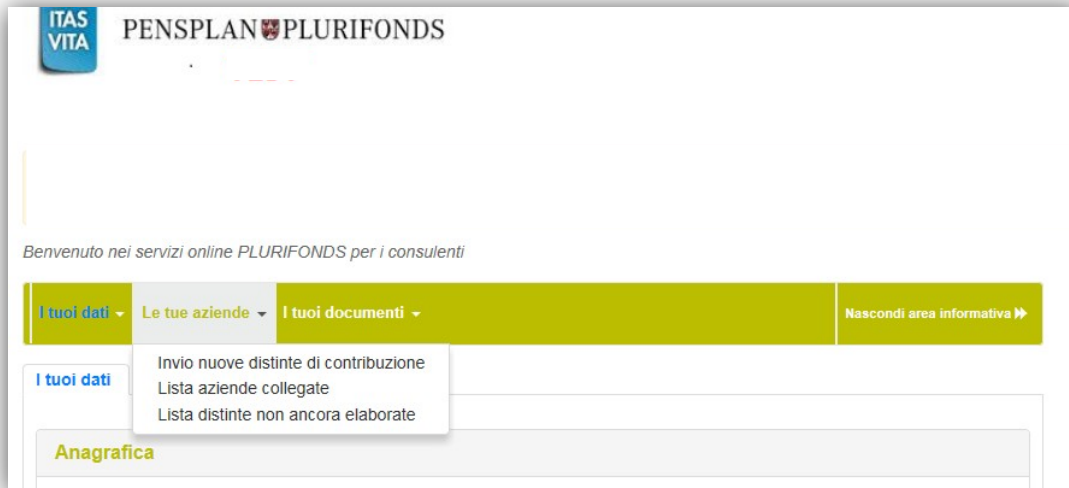 ITAS
VITA
PENSPLAN PLURIFONDS
Benvenuto nei servizi online PLURIFONDS per i consulenti
I tuoi dati Le tue aziende I tuoi documenti Nascondi area informativa
Invio nuove distinte di contribuzione
I tuoi dati
Lista aziende collegate
Lista distinte non ancora elaborate
Anagrafica